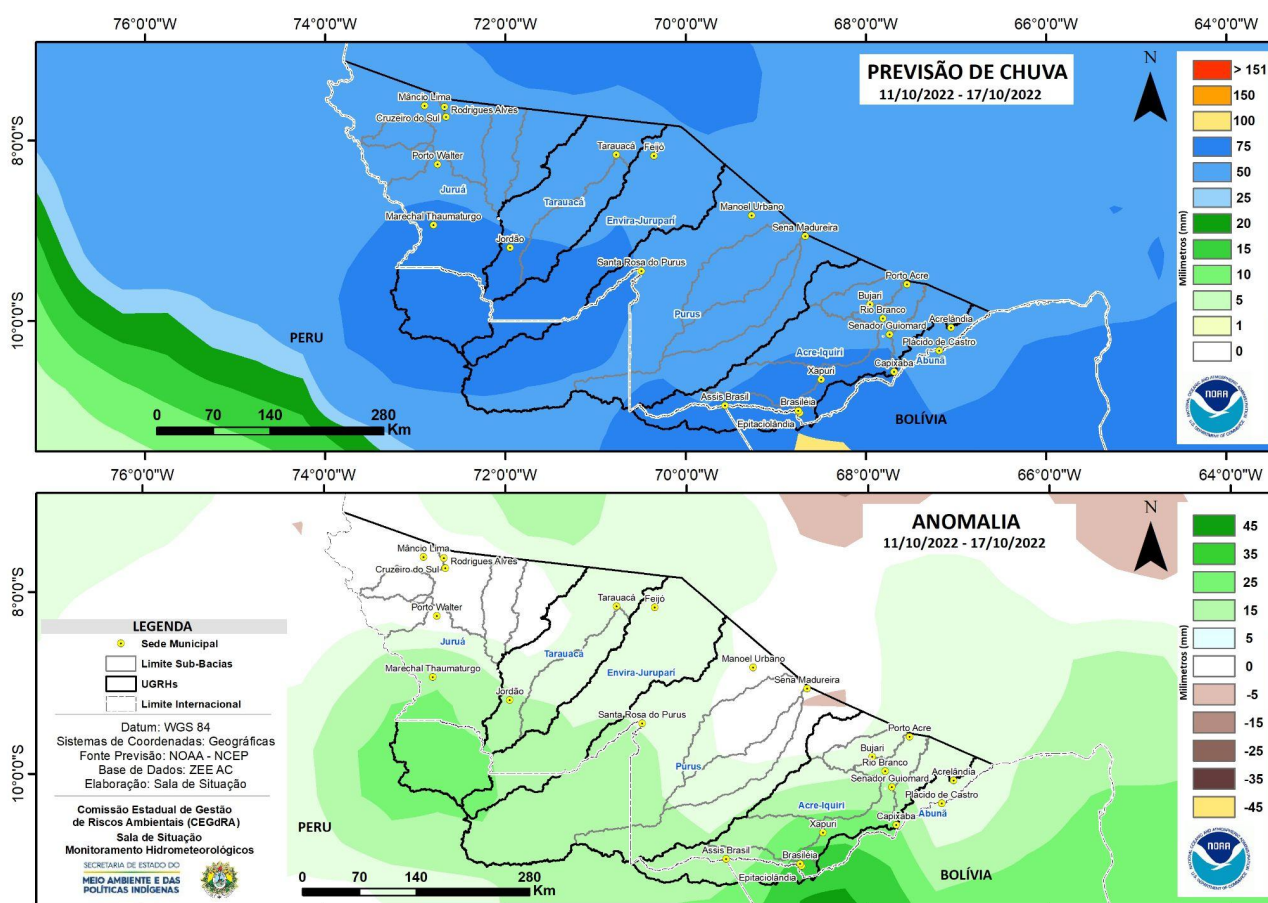 76°0'0"W 74°0'0"W 72°0'0"W 70°0'0"W 68°0'0"W 66°0'0"W 64°0'0"W
8°0'0"S
10°0'0"S
PREVISÃO DE CHUVA
11/10/2022 - 17/10/2022
N
Mâncio Lima
Rodrigues Alves
Cruzeiro do Sul
Porto Walter
Juruá
Marechal Thaumaturgo
Tarauacá
Feijó
Tarauacá
Envira-Jurupari
Jordão
Santa Rosa do Purus
Manoel Urbano
Sena Madureira
Purus
Porto Acre
Bujari
Rio Branco
Senador Guiomard
Acrelândia
Plácido de Castro
Abunã
Acre-Iquiri
Capixaba
Xapuri
Assis Brasil
Brasiléia
Epitaciolândia
PERU
BOLÍVIA
0 70 140 280
Km
Milímetros (mm)
> 151
150
100
75
50
25
20
15
10
5
1
0
NOAA
76°0'0"W 74°0'0"W 72°0'0"W 70°0'0"W 68°0'0"W 66°0'0"W 64°0'0"W
8°0'0"S
10°0'0"S
ANOMALIA
11/10/2022 - 17/10/2022
N
Mâncio Lima
Rodrigues Alves
Cruzeiro do Sul
Porto Walter
Juruá
Marechal Thaumaturgo
Tarauacá
Feijó
Tarauacá
Envira-Jurupari
Jordão
Santa Rosa do Purus
Manoel Urbano
Sena Madureira
Purus
Porto Acre
Bujari
Rio Branco
Senador Guiomard
Acrelândia
Plácido de Castro
Abunã
Acre-Iquiri
Capixaba
Xapuri
Assis Brasil
Brasiléia
Epitaciolândia
PERU
BOLÍVIA
0 70 140 280
Km
Milímetros (mm)
45
35
25
15
5
0
-5
-15
-25
-35
-45
NOAA
LEGENDA
Sede Municipal
Límite Sub-Bacias
UGRHs
Límite Internacional
Datum: WGS 84
Sistemas de Coordenadas: Geográficas
Fonte Previsão: NOAA - NCEP
Base de Dados: ZEE AC
Elaboração: Sala de Situação
Comissão Estadual de Gestão
de Riscos Ambientais (CEGdRA)
Sala de Situação
Monitoramento Hidrometeorológicos
SECRETARIA DE ESTADO DO
MEIO AMBIENTE E DAS
POLÍTICAS INDÍGENAS